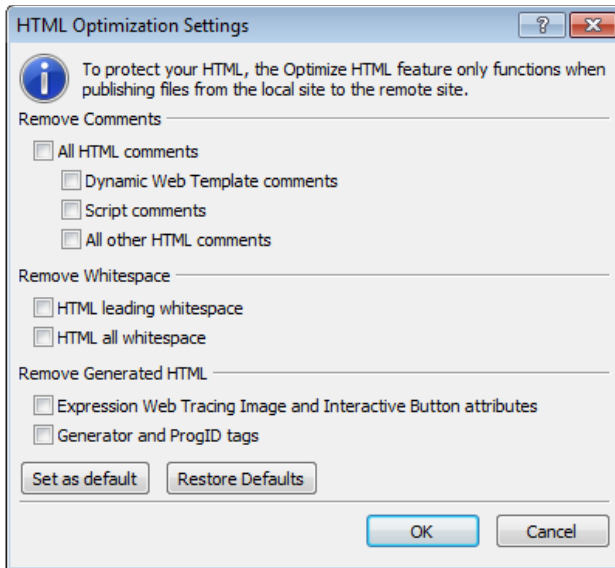 HTML Optimization Settings
?
To protect your HTML, the Optimize HTML feature only functions when
publishing files from the local site to the remote site.
Remove Comments
All HTML comments
Dynamic Web Template comments
Script comments
All other HTML comments
Remove Whitespace
HTML leading whitespace
HTML all whitespace
Remove Generated HTML
Expression Web Tracing Image and Interactive Button attributes
Generator and ProgID tags
Set as default Restore Defaults
OK Cancel